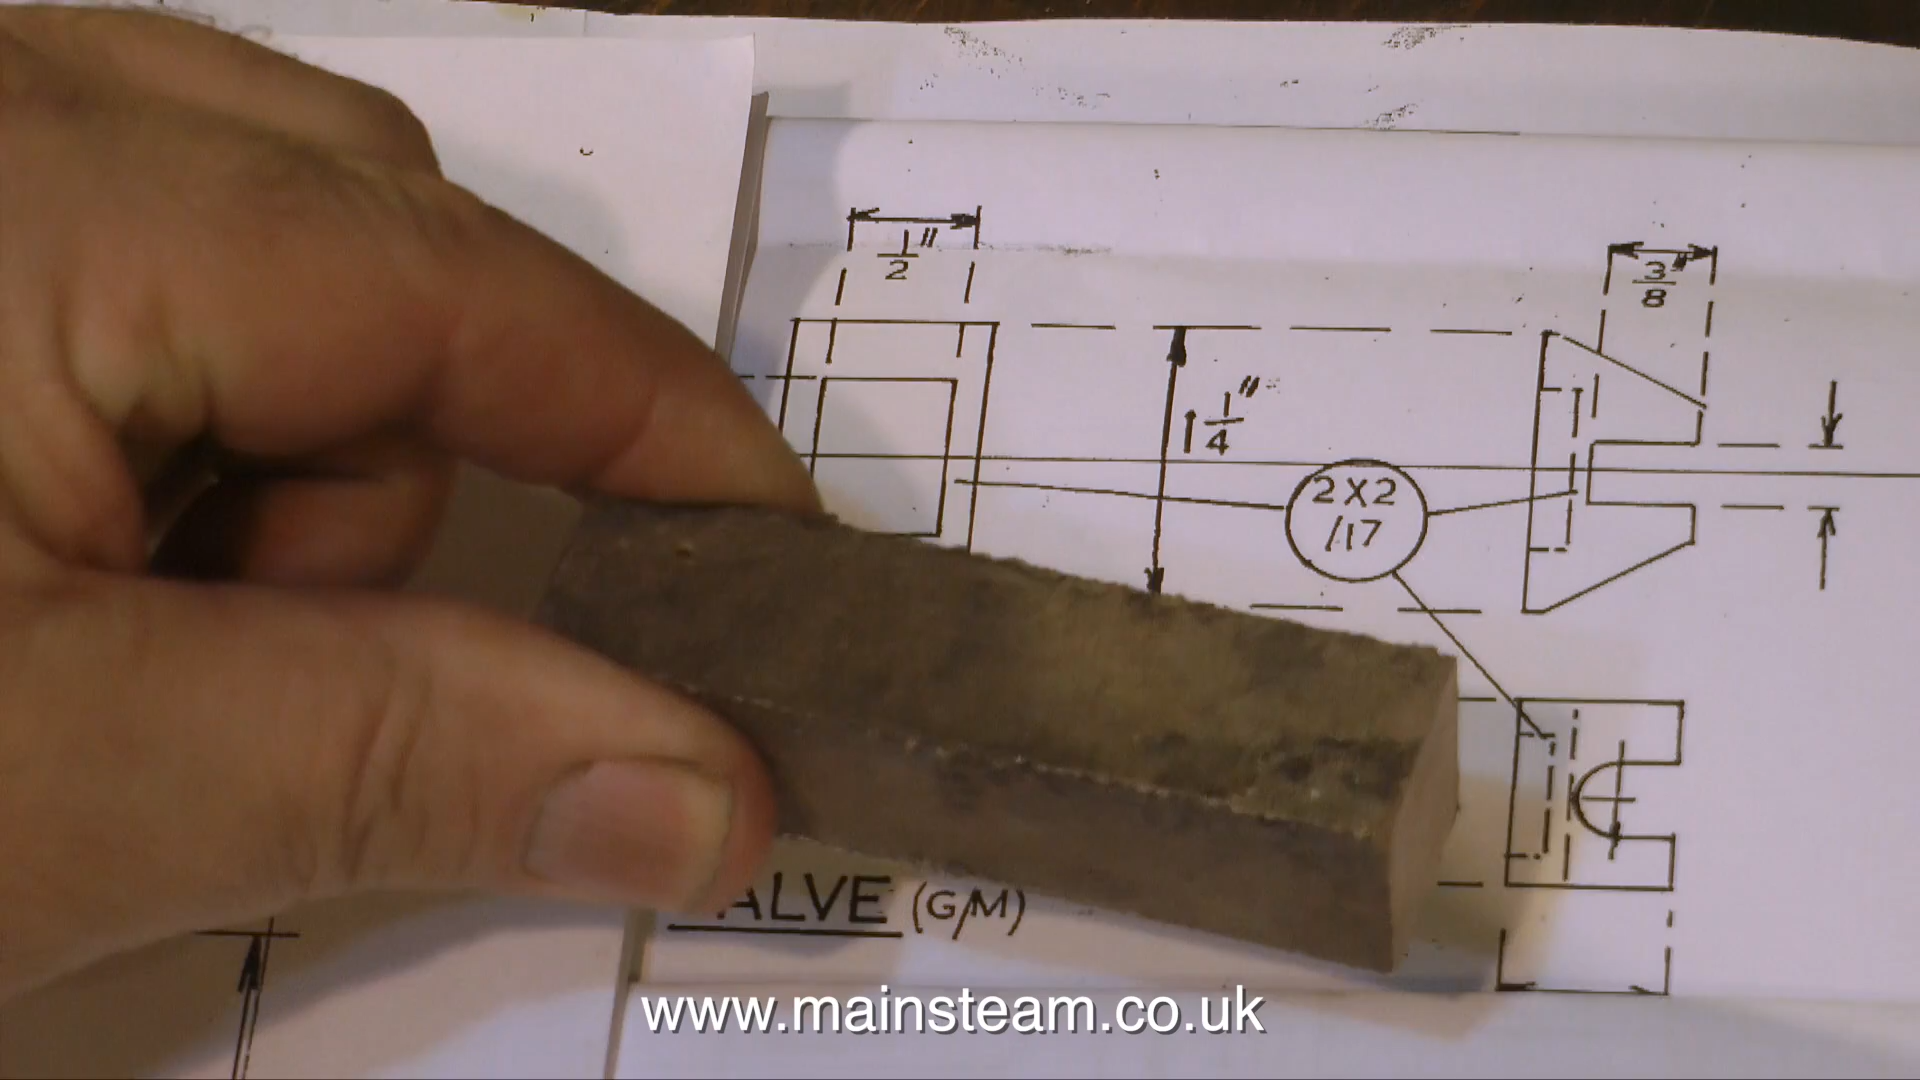 1/2"
3/8"
1 1/4"
2X2
/17
ALVE (G/M)
www.mainsteam.co.uk